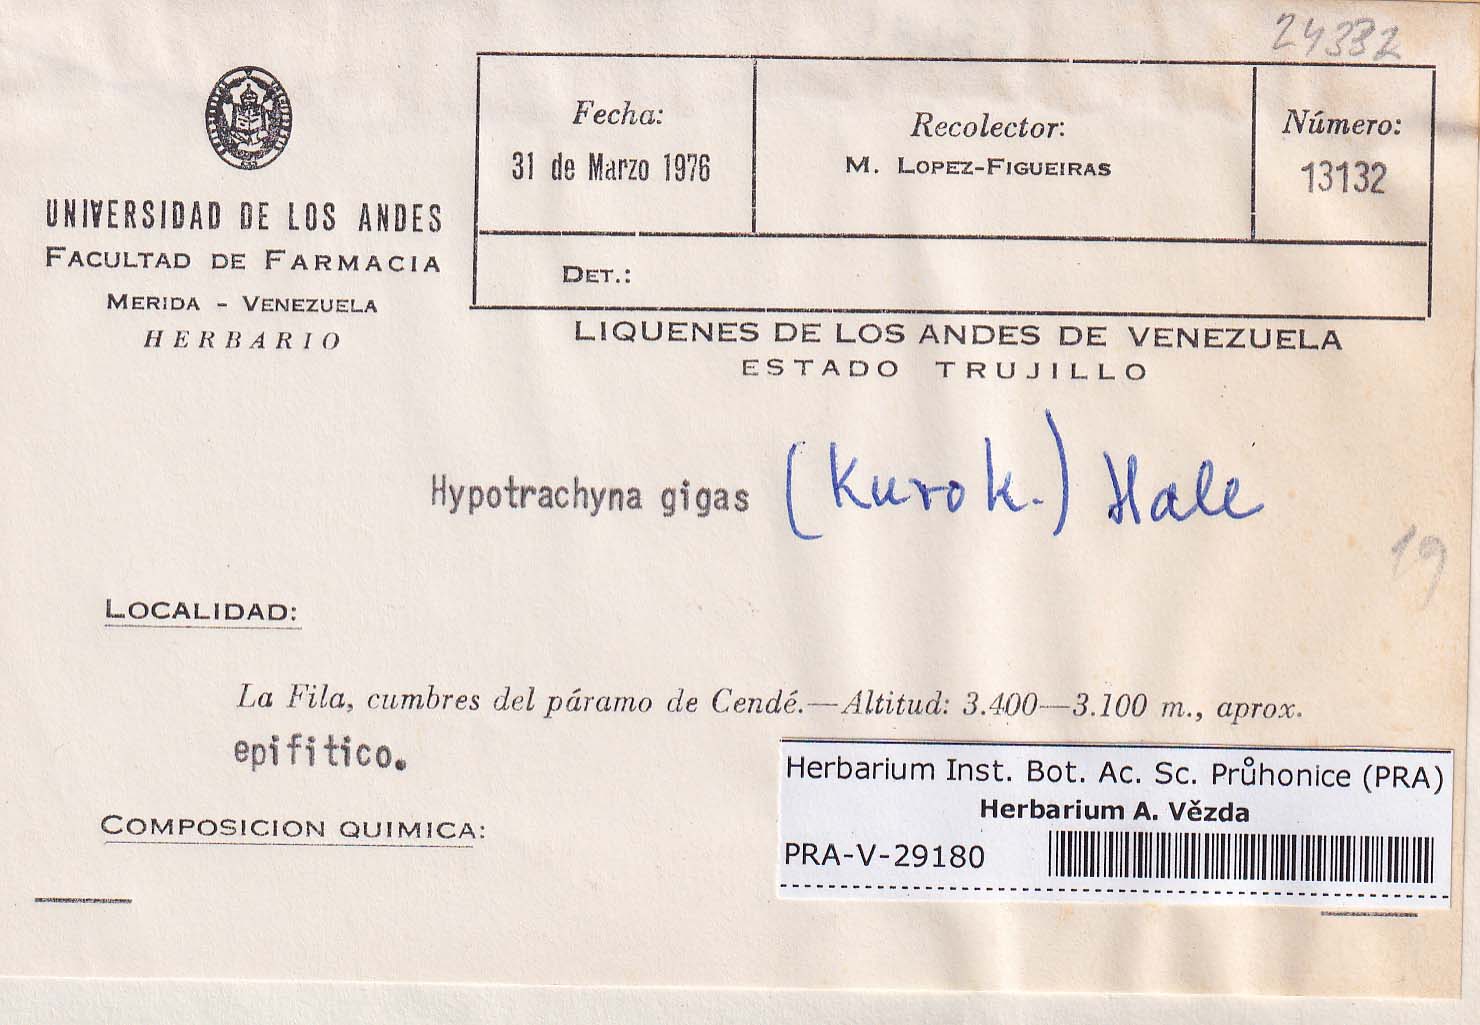 24332
UNIVERSIDAD DE LOS ANDES
FACULTAD DE FARMACIA
MERIDA - VENEZUELA
HERBARIO
Fecha:
31 de Marzo 1976
Recolector:
M. LOPEZ-FIGUEIRAS
Número:
13132
DET.:
LIQUENES DE LOS ANDES DE VENEZUELA
ESTADO TRUJILLO
Hypotrachyna gigas (Kurok.) Hale
19
LOCALIDAD:
La Fila, cumbres del páramo de Cendé.—Altitud: 3.400—3.100 m., aprox.
epifitico.
COMPOSICION QUIMICA:
Herbarium Inst. Bot. Ac. Sc. Průhonice (PRA)
Herbarium A. Vězda
PRA-V-29180